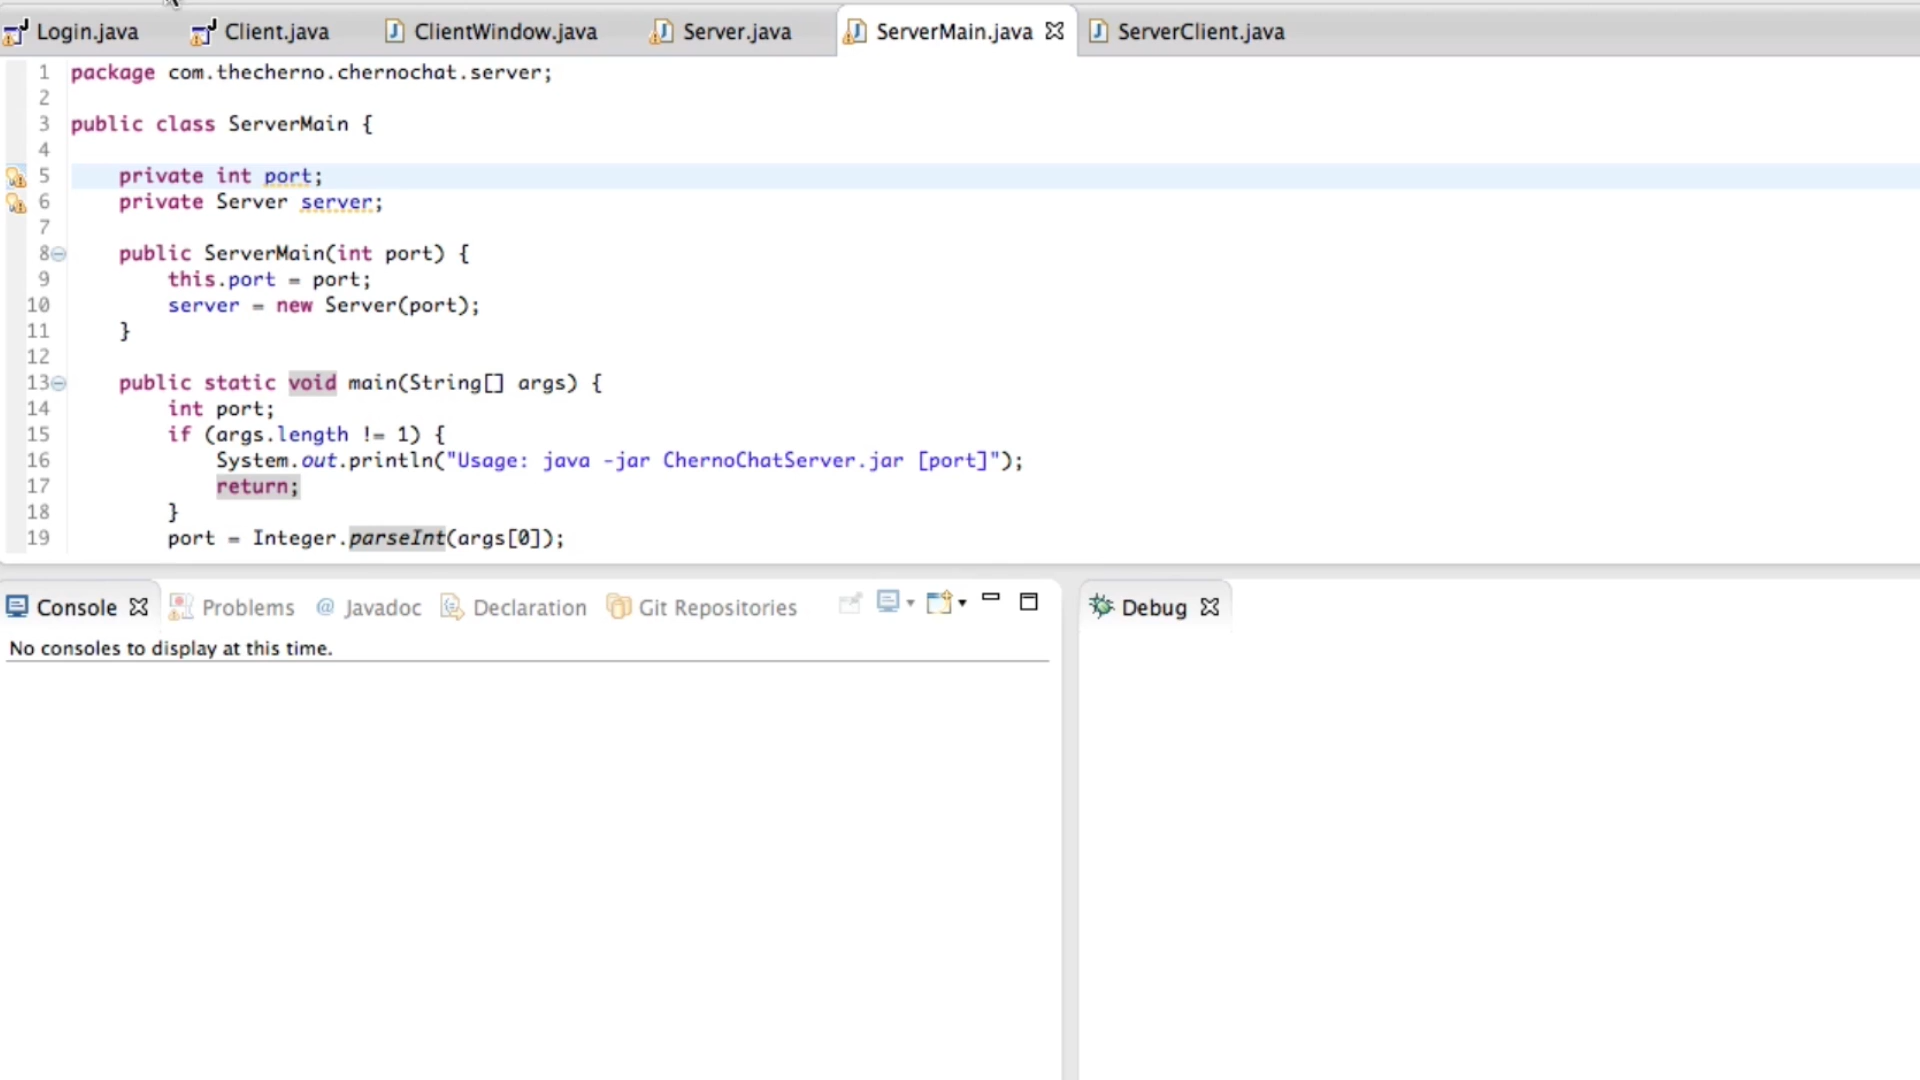 Login.java Client.java ClientWindow.java Server.java ServerMain.java ServerClient.java
1 package com.thecherno.chernochat.server;
2
3 public class ServerMain {
4
5     private int port;
6     private Server server;
7
8     public ServerMain(int port) {
9         this.port = port;
10         server = new Server(port);
11     }
12
13     public static void main(String[] args) {
14         int port;
15         if (args.length != 1) {
16             System.out.println("Usage: java -jar ChernoChatServer.jar [port]");
17             return;
18         }
19         port = Integer.parseInt(args[0]);
Console Problems @ Javadoc Declaration Git Repositories Debug
No consoles to display at this time.